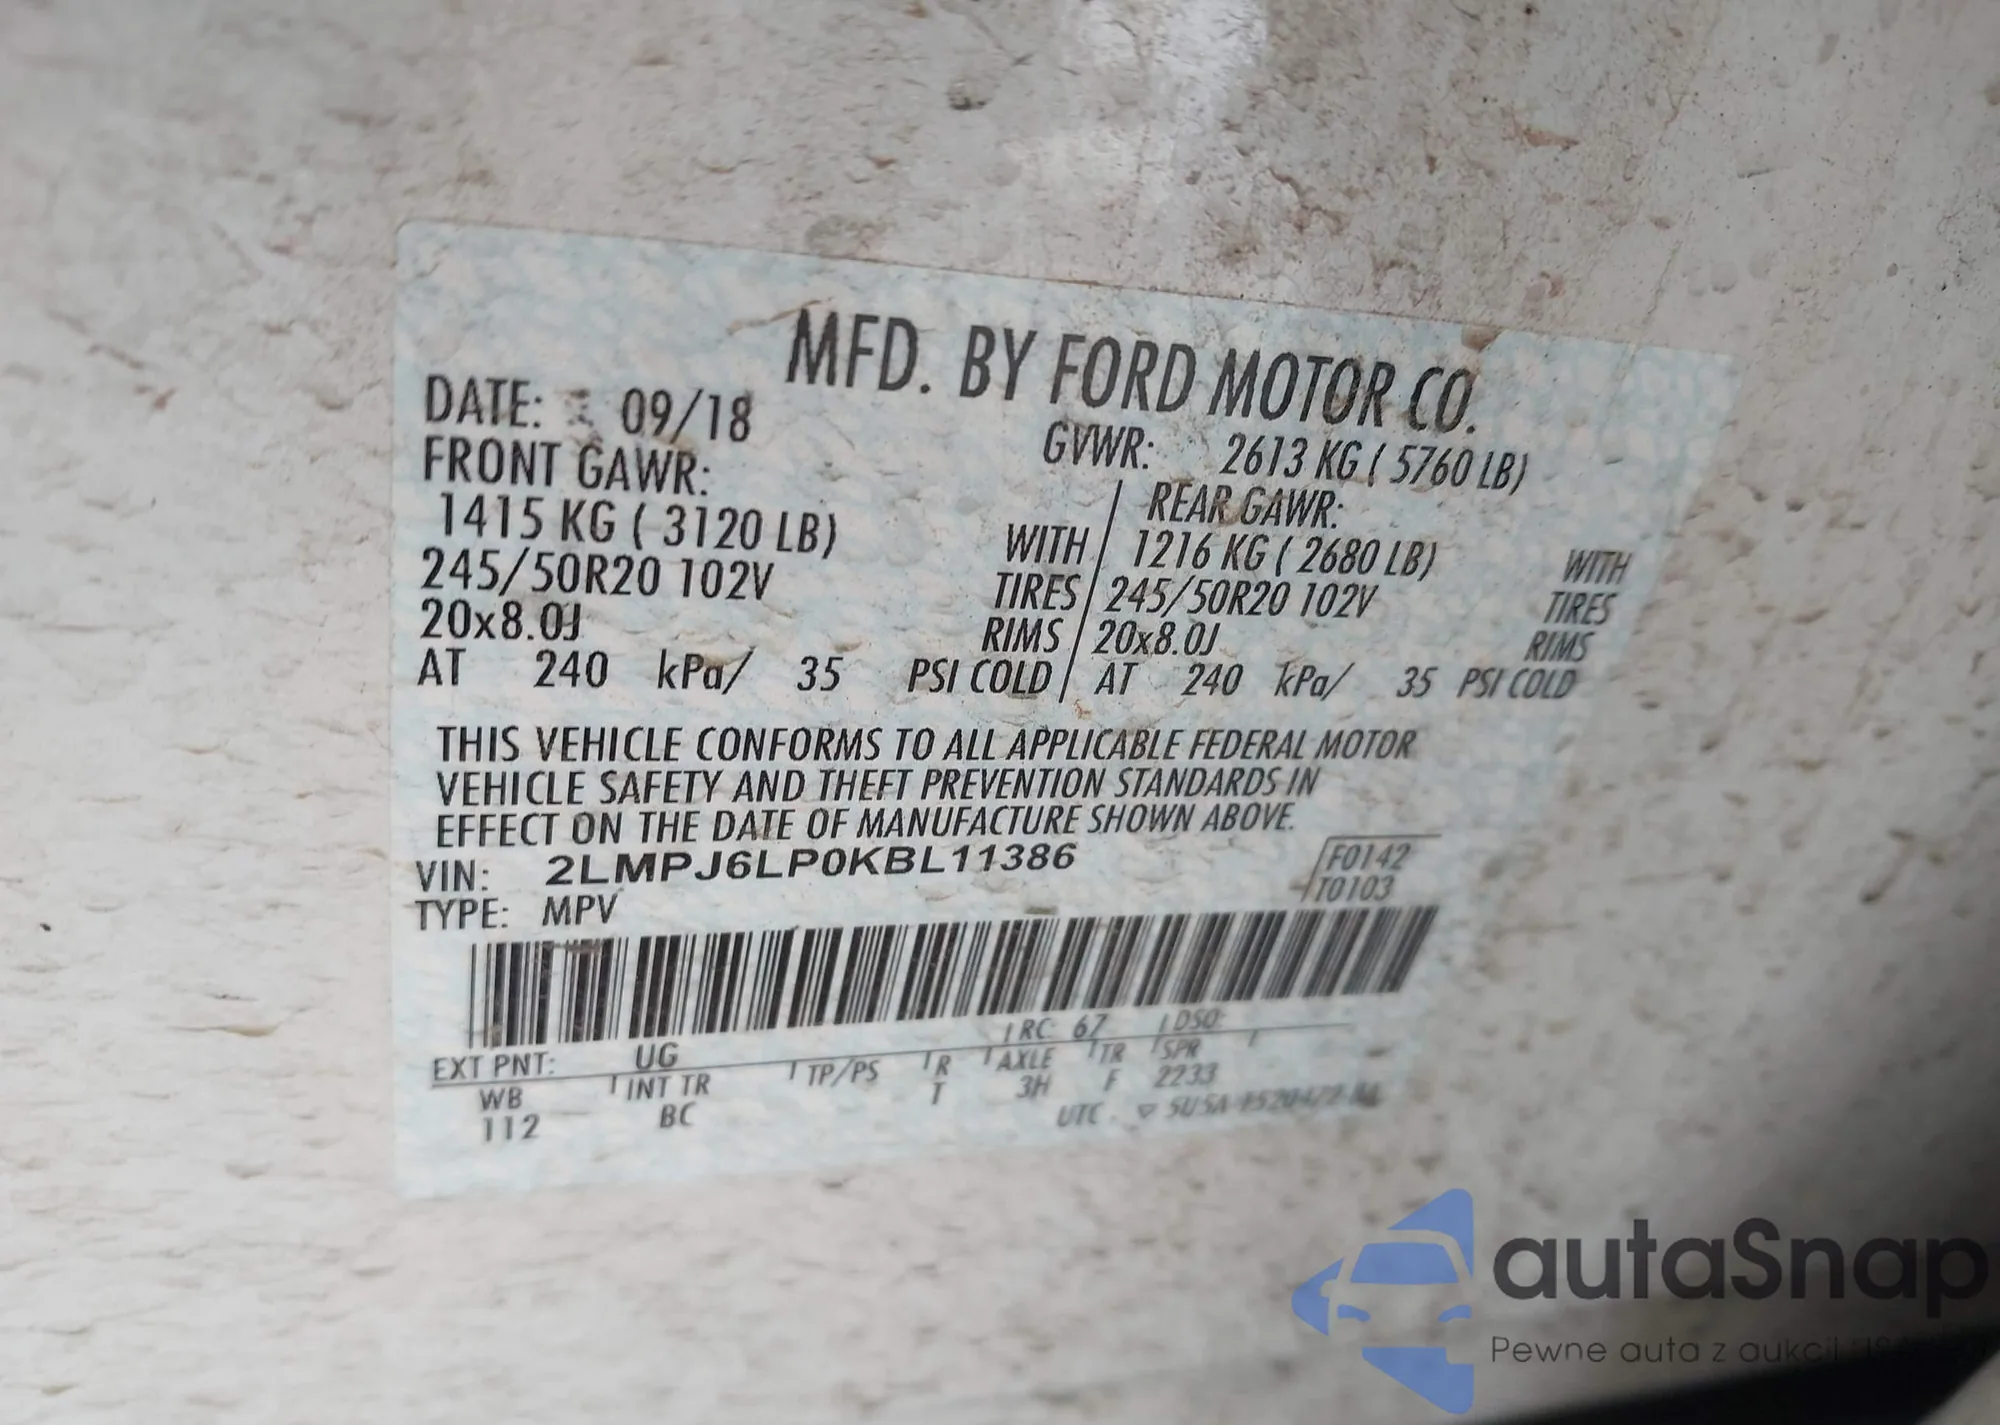 MFD. BY FORD MOTOR CO.
DATE: 09/18 GVWR: 2613 KG ( 5760 LB)
FRONT GAWR: REAR GAWR:
1415 KG ( 3120 LB) WITH 1216 KG ( 2680 LB) WITH
245/50R20 102V TIRES 245/50R20 102V TIRES
20x8.0J RIMS 20x8.0J RIMS
AT 240 kPa/ 35 PSI COLD AT 240 kPa/ 35 PSI COLD
THIS VEHICLE CONFORMS TO ALL APPLICABLE FEDERAL MOTOR
VEHICLE SAFETY AND THEFT PREVENTION STANDARDS IN
EFFECT ON THE DATE OF MANUFACTURE SHOWN ABOVE.
VIN: 2LMPJ6LP0KBL11386 F0142
TYPE: MPV T0103
EXT PNT: UG RC: 67 DSO:
WB INT TR TP/PS R AXLE TR SPR
112 BC T 3H F 2233
UTC
autaSnap
Pewne auta z aukcji USA